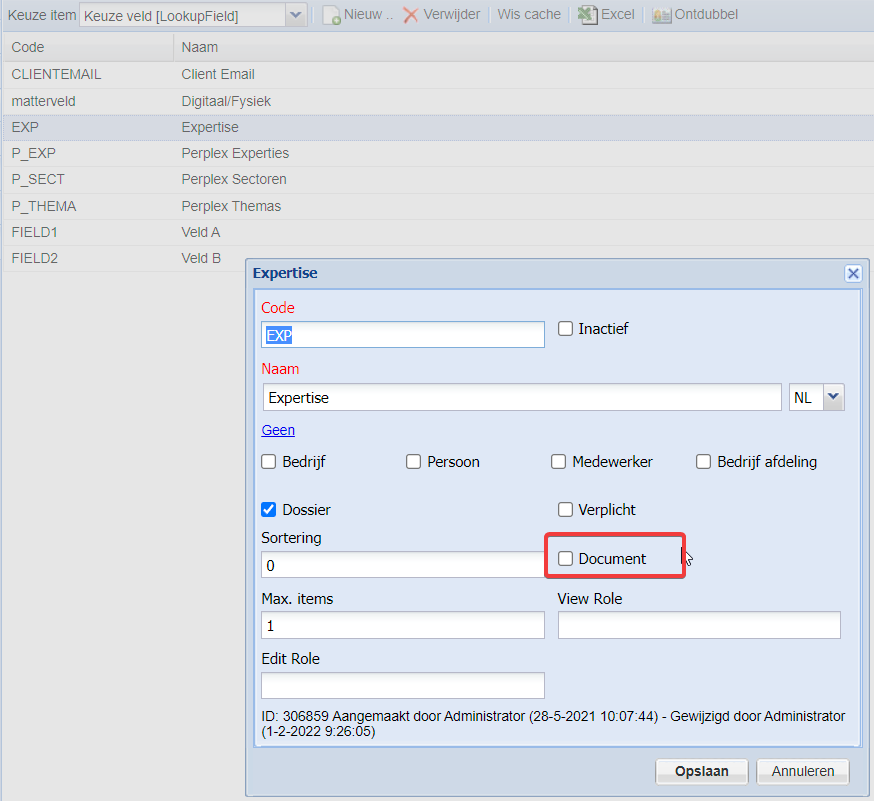 Keuze item Keuze veld [LookupField] Nieuw .. Verwijder Wis cache Excel Ontdubbel
Code Naam
CLIENTEMAIL Client Email
matterveld Digitaal/Fysiek
EXP Expertise
P_EXP Perplex Experties
P_SECT Perplex Sectoren
P_THEMA Perplex Themas
FIELD1 Veld A
FIELD2 Veld B
Expertise
Code
EXP Inactief
Naam
Expertise NL
Geen
Bedrijf Persoon Medewerker Bedrijf afdeling
Dossier Verplicht
Sortering
0 Document
Max. items View Role
1
Edit Role
ID: 306859 Aangemaakt door Administrator (28-5-2021 10:07:44) - Gewijzigd door Administrator
(1-2-2022 9:26:05)
Opslaan Annuleren